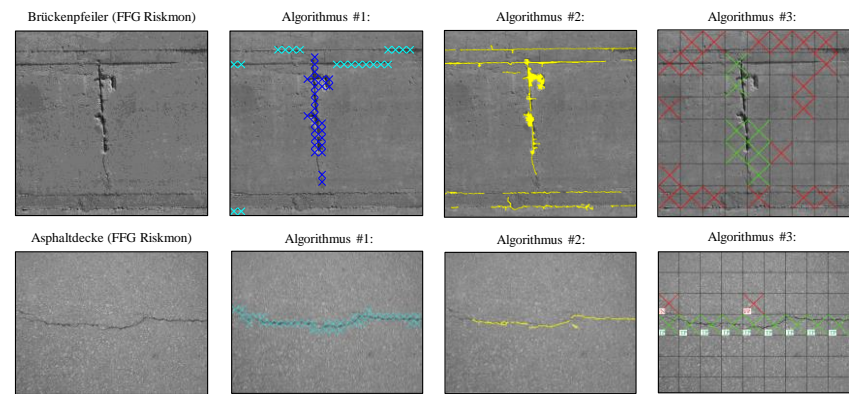 Brückenpfeiler (FFG Riskmon)
Algorithmus #1:
Algorithmus #2:
Algorithmus #3:
Asphaltdecke (FFG Riskmon)
Algorithmus #1:
Algorithmus #2:
Algorithmus #3: